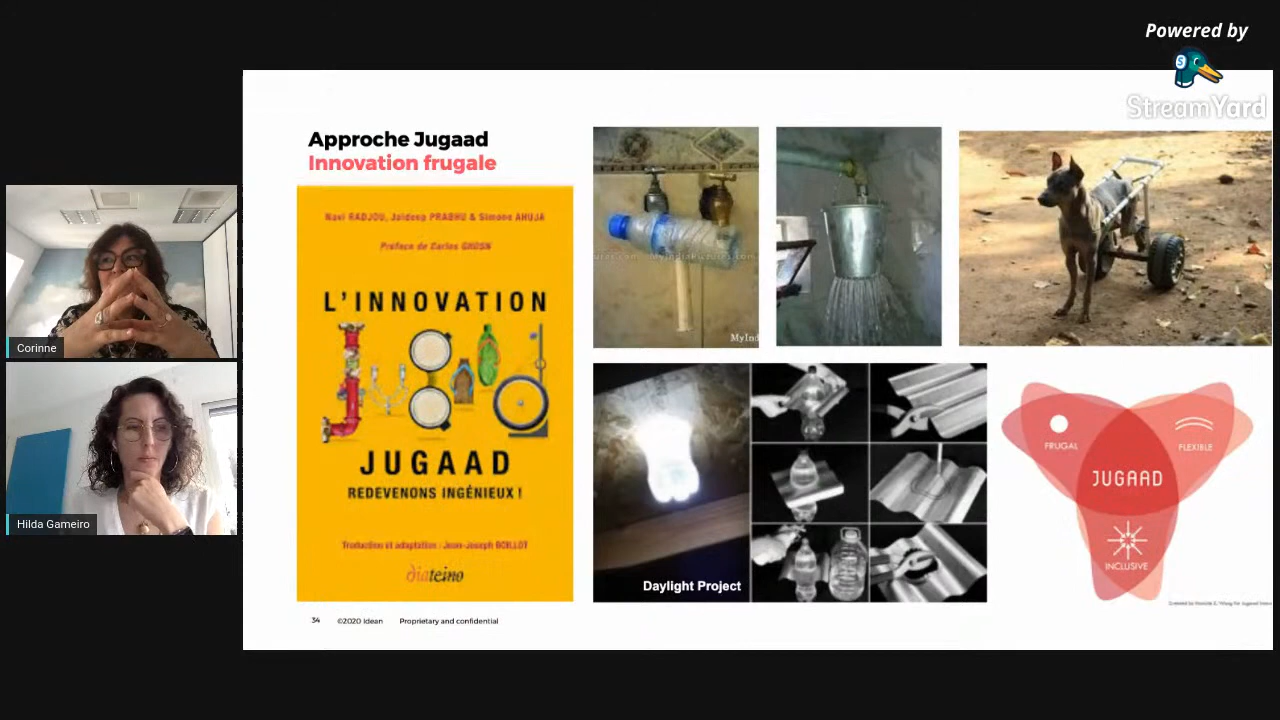 Powered by
StreamYard
Approche Jugaad
Innovation frugale
Navi RADJOU, Jaideep PRABHU & Simone AHUJA
Préface de Carlos GHOSN
L'INNOVATION
JUGAAD
REDEVENONS INGÉNIEUX !
Traduction et adaptation : Jean-Joseph BOILLOT
diateino
MyInd
Daylight Project
FRUGAL
FLEXIBLE
JUGAAD
INCLUSIVE
34 ©2020 Idean Proprietary and confidential
Corinne
Hilda Gameiro